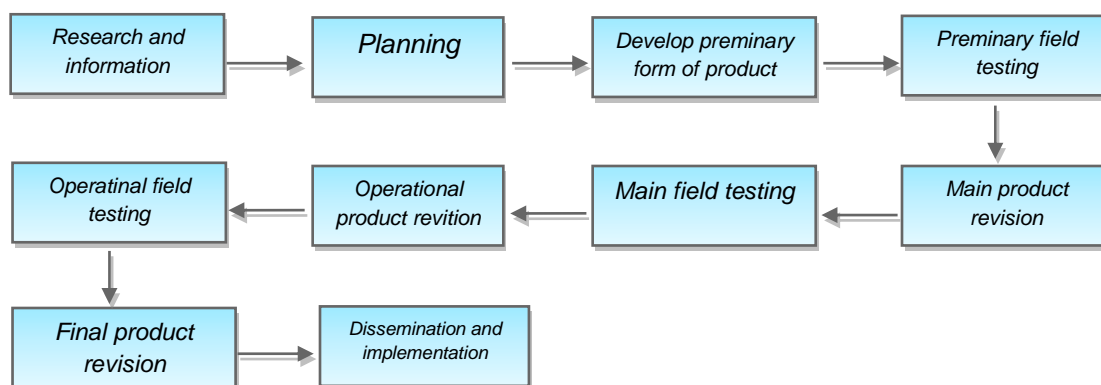 Research and
information
Planning
Develop preminary
form of product
Preminary field
testing
Main product
revision
Main field testing
Operational
product revition
Operatinal field
testing
Final product
revision
Dissemination and
implementation